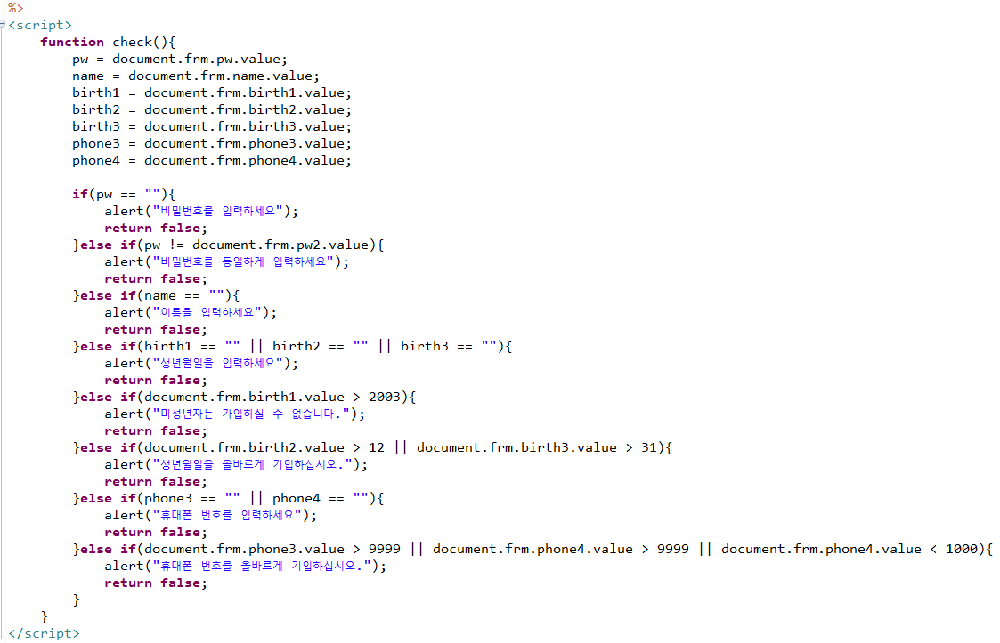 %>
<script>
function check(){
pw = document.frm.pw.value;
name = document.frm.name.value;
birth1 = document.frm.birth1.value;
birth2 = document.frm.birth2.value;
birth3 = document.frm.birth3.value;
phone3 = document.frm.phone3.value;
phone4 = document.frm.phone4.value;
if(pw == ""){
alert("비밀번호를 입력하세요");
return false;
}else if(pw != document.frm.pw2.value){
alert("비밀번호를 동일하게 입력하세요");
return false;
}else if(name == ""){
alert("이름을 입력하세요");
return false;
}else if(birth1 == "" || birth2 == "" || birth3 == ""){
alert("생년월일을 입력하세요");
return false;
}else if(document.frm.birth1.value > 2003){
alert("미성년자는 가입하실 수 없습니다.");
return false;
}else if(document.frm.birth2.value > 12 || document.frm.birth3.value > 31){
alert("생년월일을 올바르게 기입하십시오.");
return false;
}else if(phone3 == "" || phone4 == ""){
alert("휴대폰 번호를 입력하세요");
return false;
}else if(document.frm.phone3.value > 9999 || document.frm.phone4.value > 9999 || document.frm.phone4.value < 1000){
alert("휴대폰 번호를 올바르게 기입하십시오.");
return false;
}
}
</script>